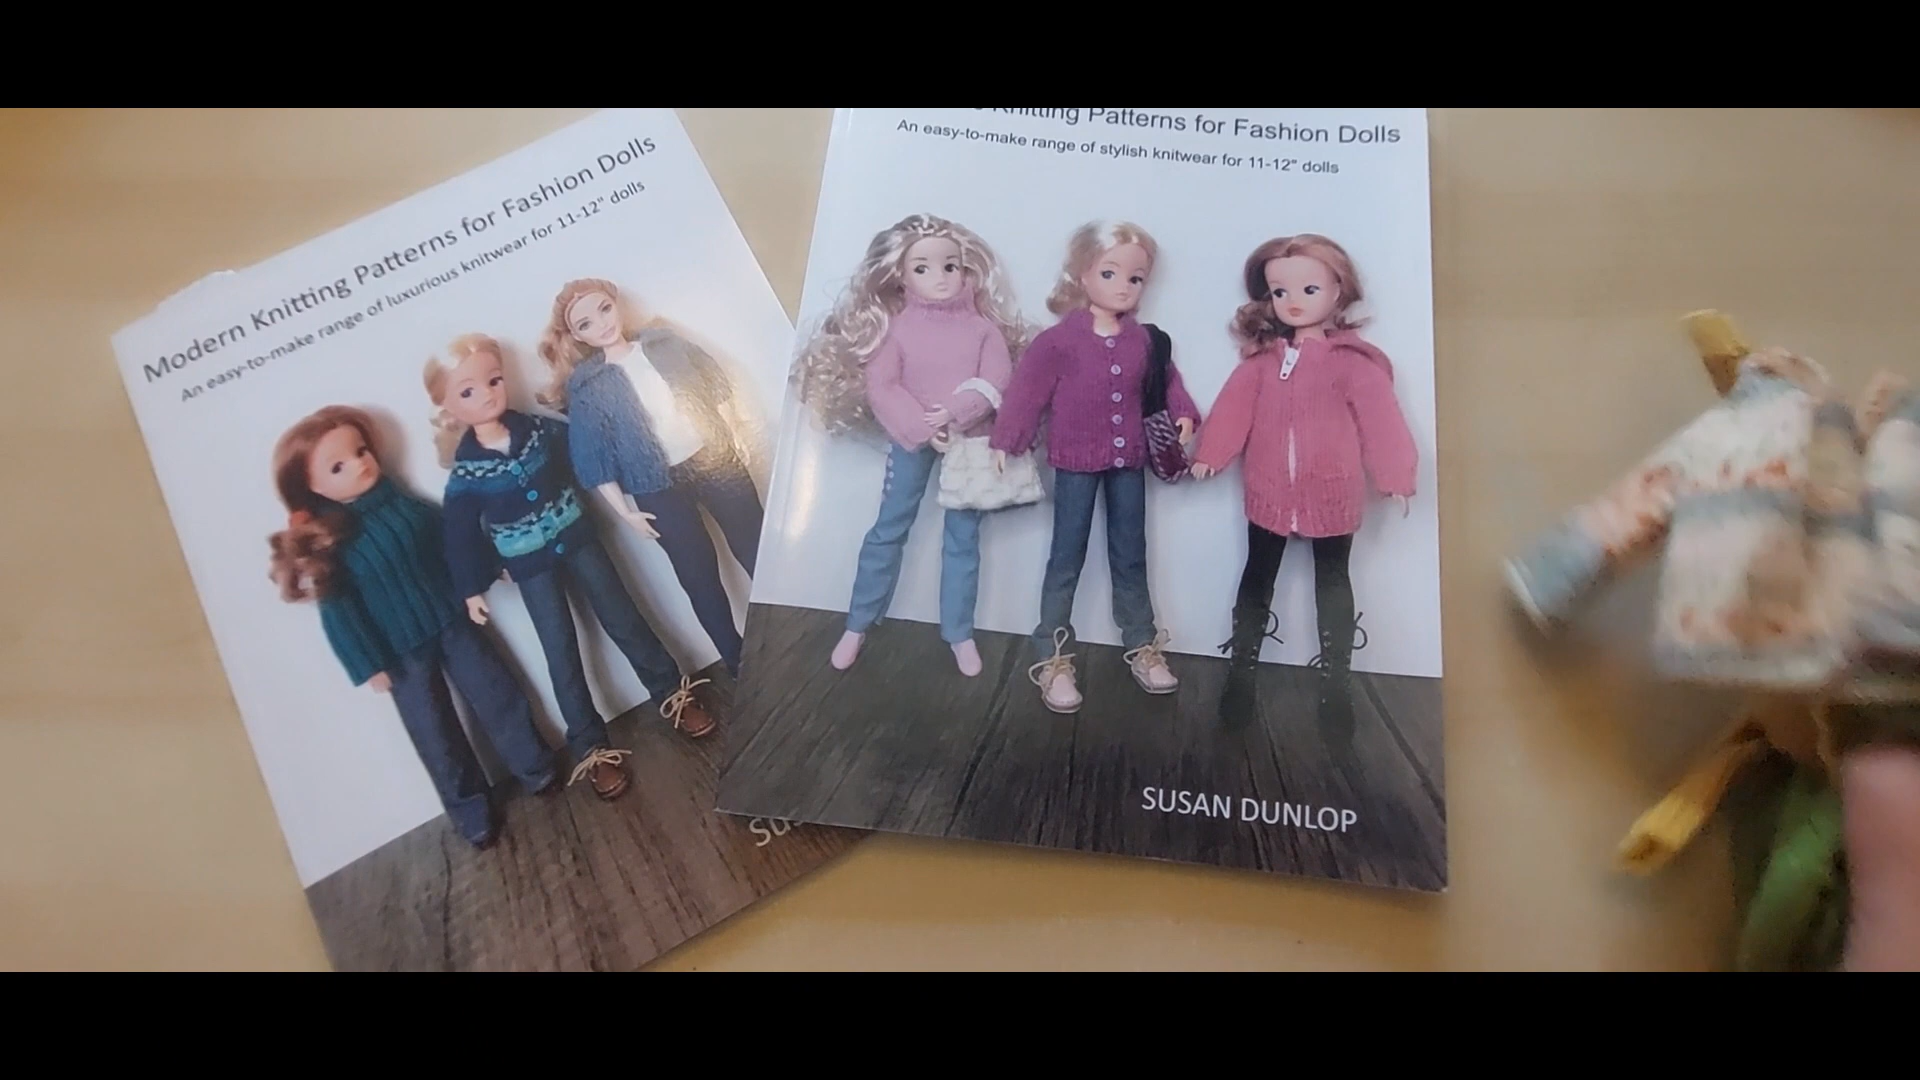 Modern Knitting Patterns for Fashion Dolls
An easy-to-make range of luxurious knitwear for 11-12" dolls
Knitting Patterns for Fashion Dolls
An easy-to-make range of stylish knitwear for 11-12" dolls
SUSAN DUNLOP